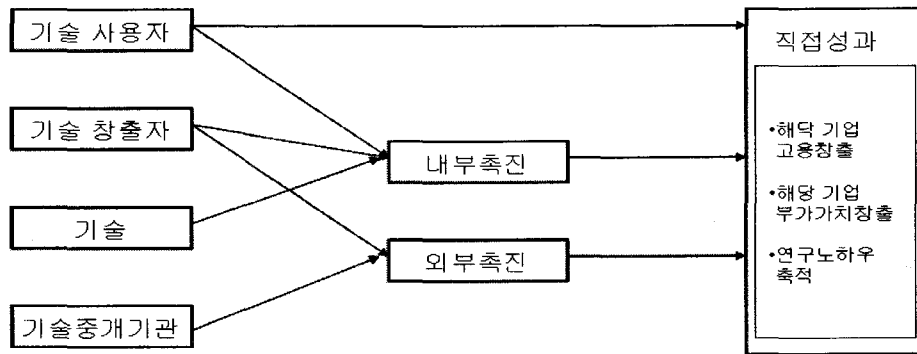 기술 사용자
기술 창출자
기술
기술중개기관
내부촉진
외부촉진
직접성과
•해닥 기업
고용창출
•해당 기업
부가가치창출
•연구노하우
축적